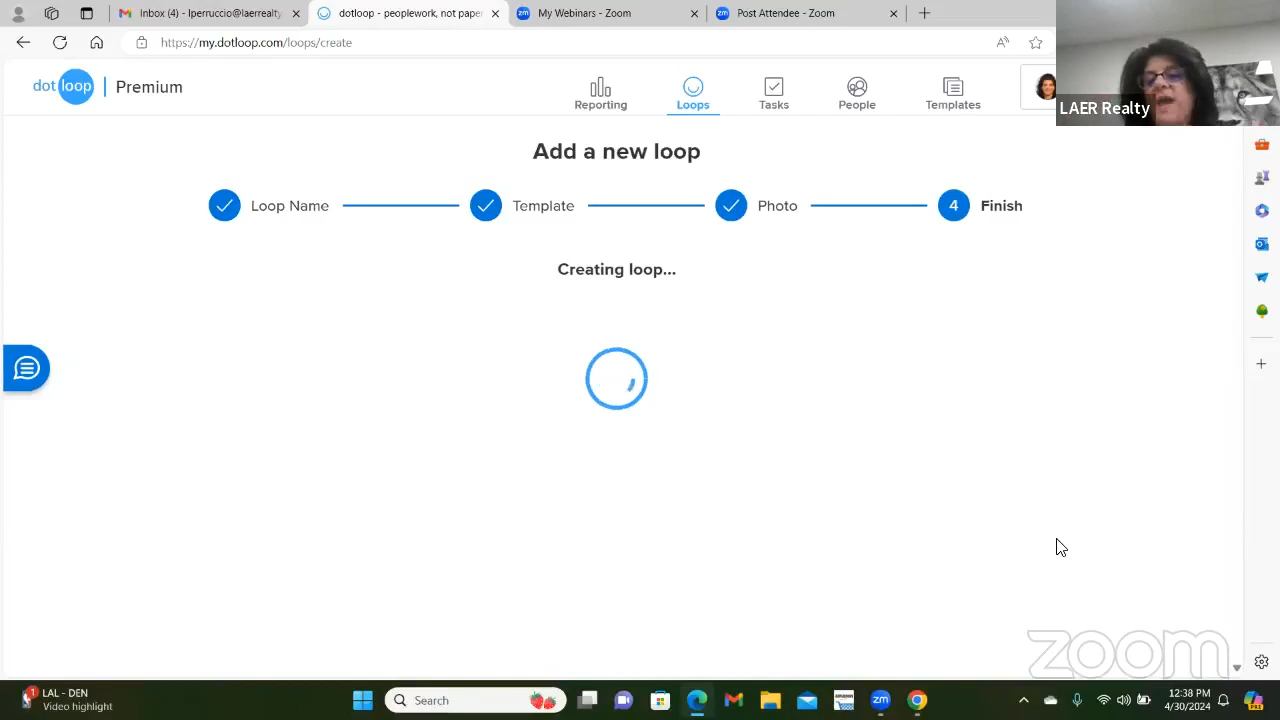 Inbox (4) - lperruccio@laerrealty
dotloop - peoplework, not paper
My Webinars - Zoom
Post Attendee - Zoom
https://my.dotloop.com/loops/create
dotloop | Premium
Reporting
Loops
Tasks
People
Templates
LAER Realty
Add a new loop
Loop Name
Template
Photo
4 Finish
Creating loop...
zoom
1
LAL - DEN
Video highlight
Search
zm
12:38 PM
4/30/2024